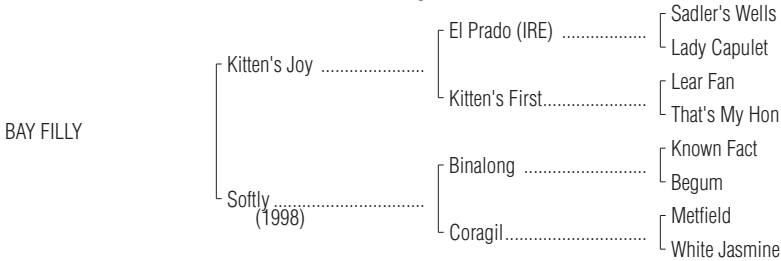 Sadler's Wells
El Prado (IRE) ..................
Lady Capulet
Kitten's Joy ......................
Lear Fan
Kitten's First......................
That's My Hon
BAY FILLY
Known Fact
Binalong ..........................
Begum
Softly ................................
(1998)
Metfield
Coragil..............................
White Jasmine